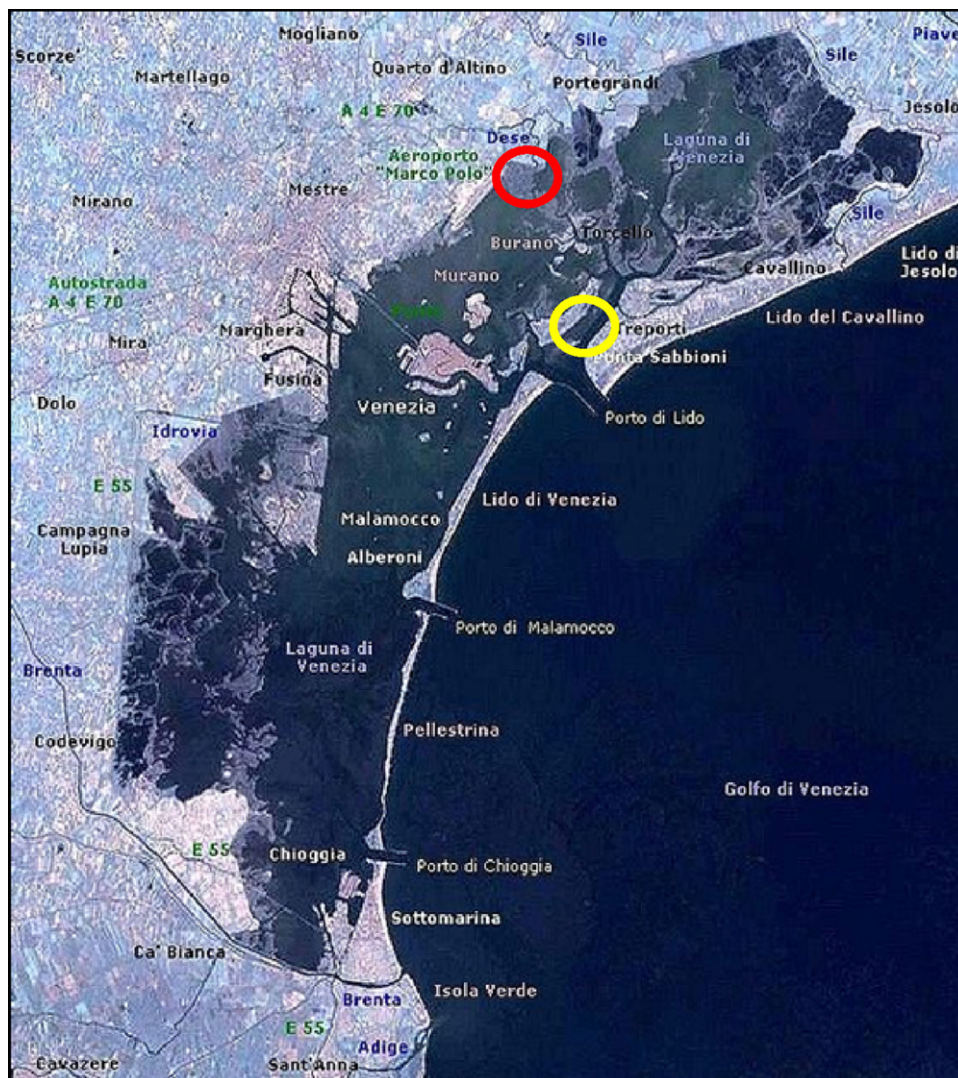 Mogliano
Sile
Piave
Scorze'
Martellago
Quarto d'Altino
Sile
Portegrandi
A 4 E 70
Jesolo
Dese
Laguna di
Venezia
Aeroporto
"Marco Polo"
Mestre
Mirano
Sile
Burano
Torcello
Lido di
Jesolo
Murano
Cavallino
Autostrada
A 4 E 70
Ponte
Lido del Cavallino
Marghera
Treporti
Mira
Punta Sabbioni
Fusina
Dolo
Venezia
Porto di Lido
Idrovia
E 55
Lido di Venezia
Malamocco
Campagna
Lupia
Alberoni
Porto di Malamocco
Laguna di
Venezia
Brenta
Pellestrina
Codevigo
Golfo di Venezia
E 55
Chioggia
Porto di Chioggia
Sottomarina
Ca' Bianca
Isola Verde
Brenta
E 55
Adige
Cavazere
Sant'Anna